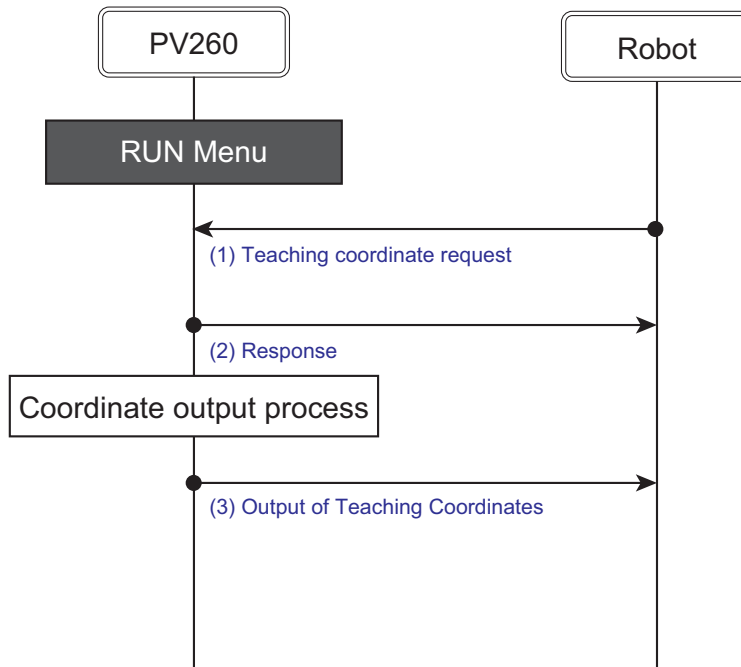 PV260
Robot
RUN Menu
(1) Teaching coordinate request
(2) Response
Coordinate output process
(3) Output of Teaching Coordinates